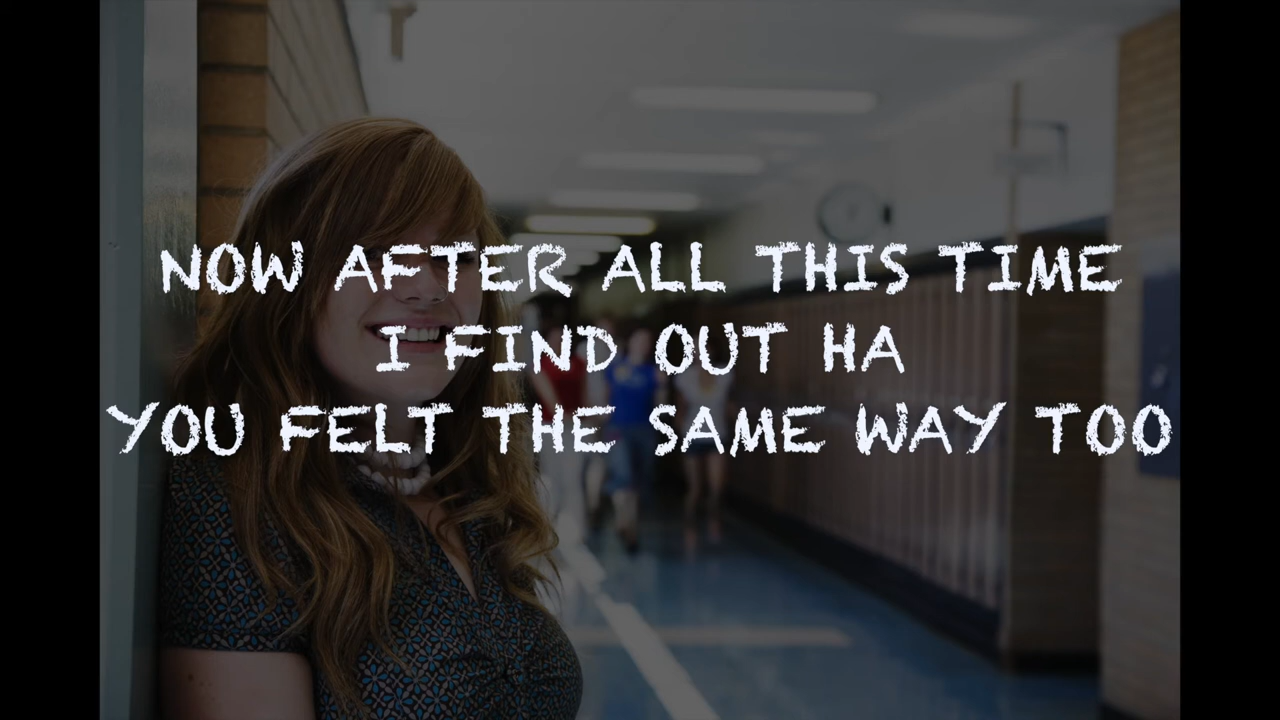 NOW AFTER ALL THIS TIME
I FIND OUT HA
YOU FELT THE SAME WAY TOO